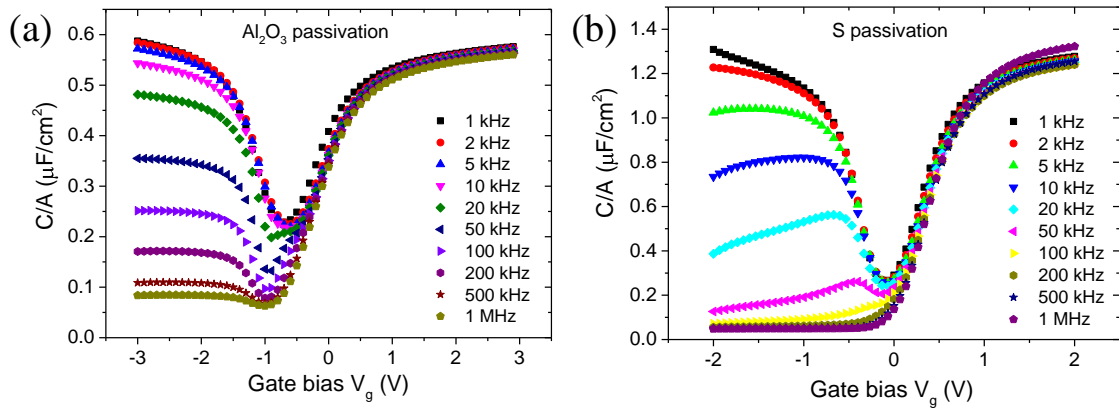 (a)
Al₂O₃ passivation
0.6
0.5
0.4
0.3
0.2
0.1
0.0
C/A (µF/cm²)
1 kHz
2 kHz
5 kHz
10 kHz
20 kHz
50 kHz
100 kHz
200 kHz
500 kHz
1 MHz
-3 -2 -1 0 1 2 3
Gate bias V_g (V)
(b)
S passivation
1.4
1.2
1.0
0.8
0.6
0.4
0.2
0.0
C/A (µF/cm²)
1 kHz
2 kHz
5 kHz
10 kHz
20 kHz
50 kHz
100 kHz
200 kHz
500 kHz
1 MHz
-2 -1 0 1 2
Gate bias V_g (V)